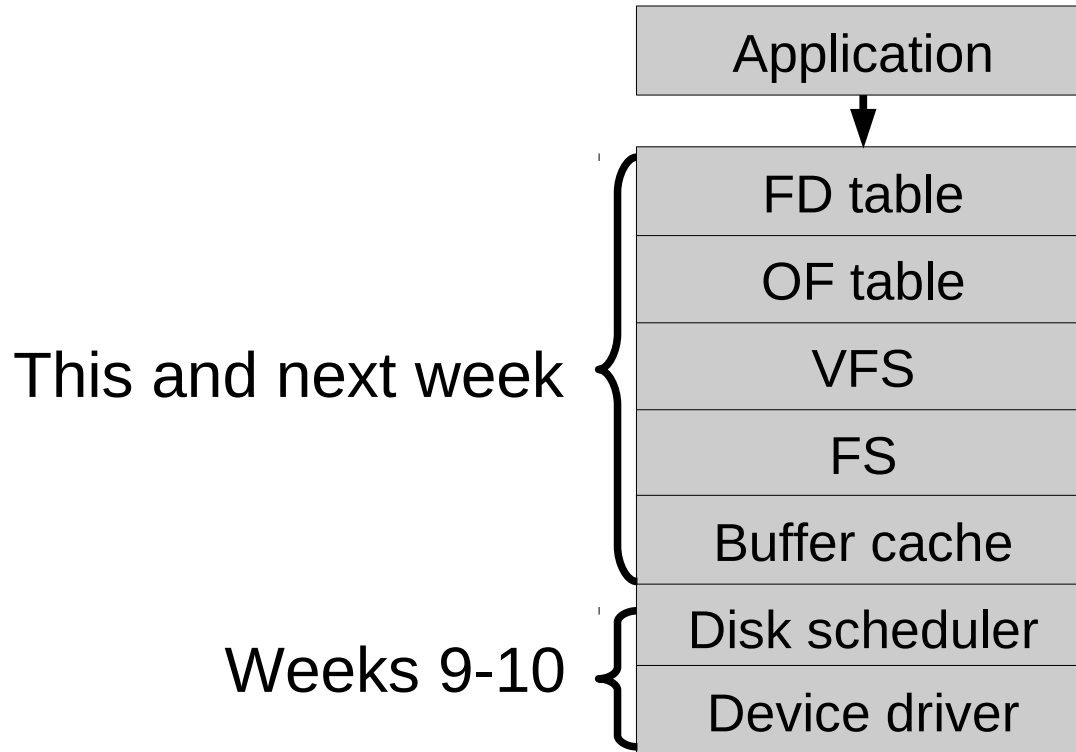 Application
FD table
OF table
This and next week
VFS
FS
Buffer cache
Disk scheduler
Weeks 9-10
Device driver